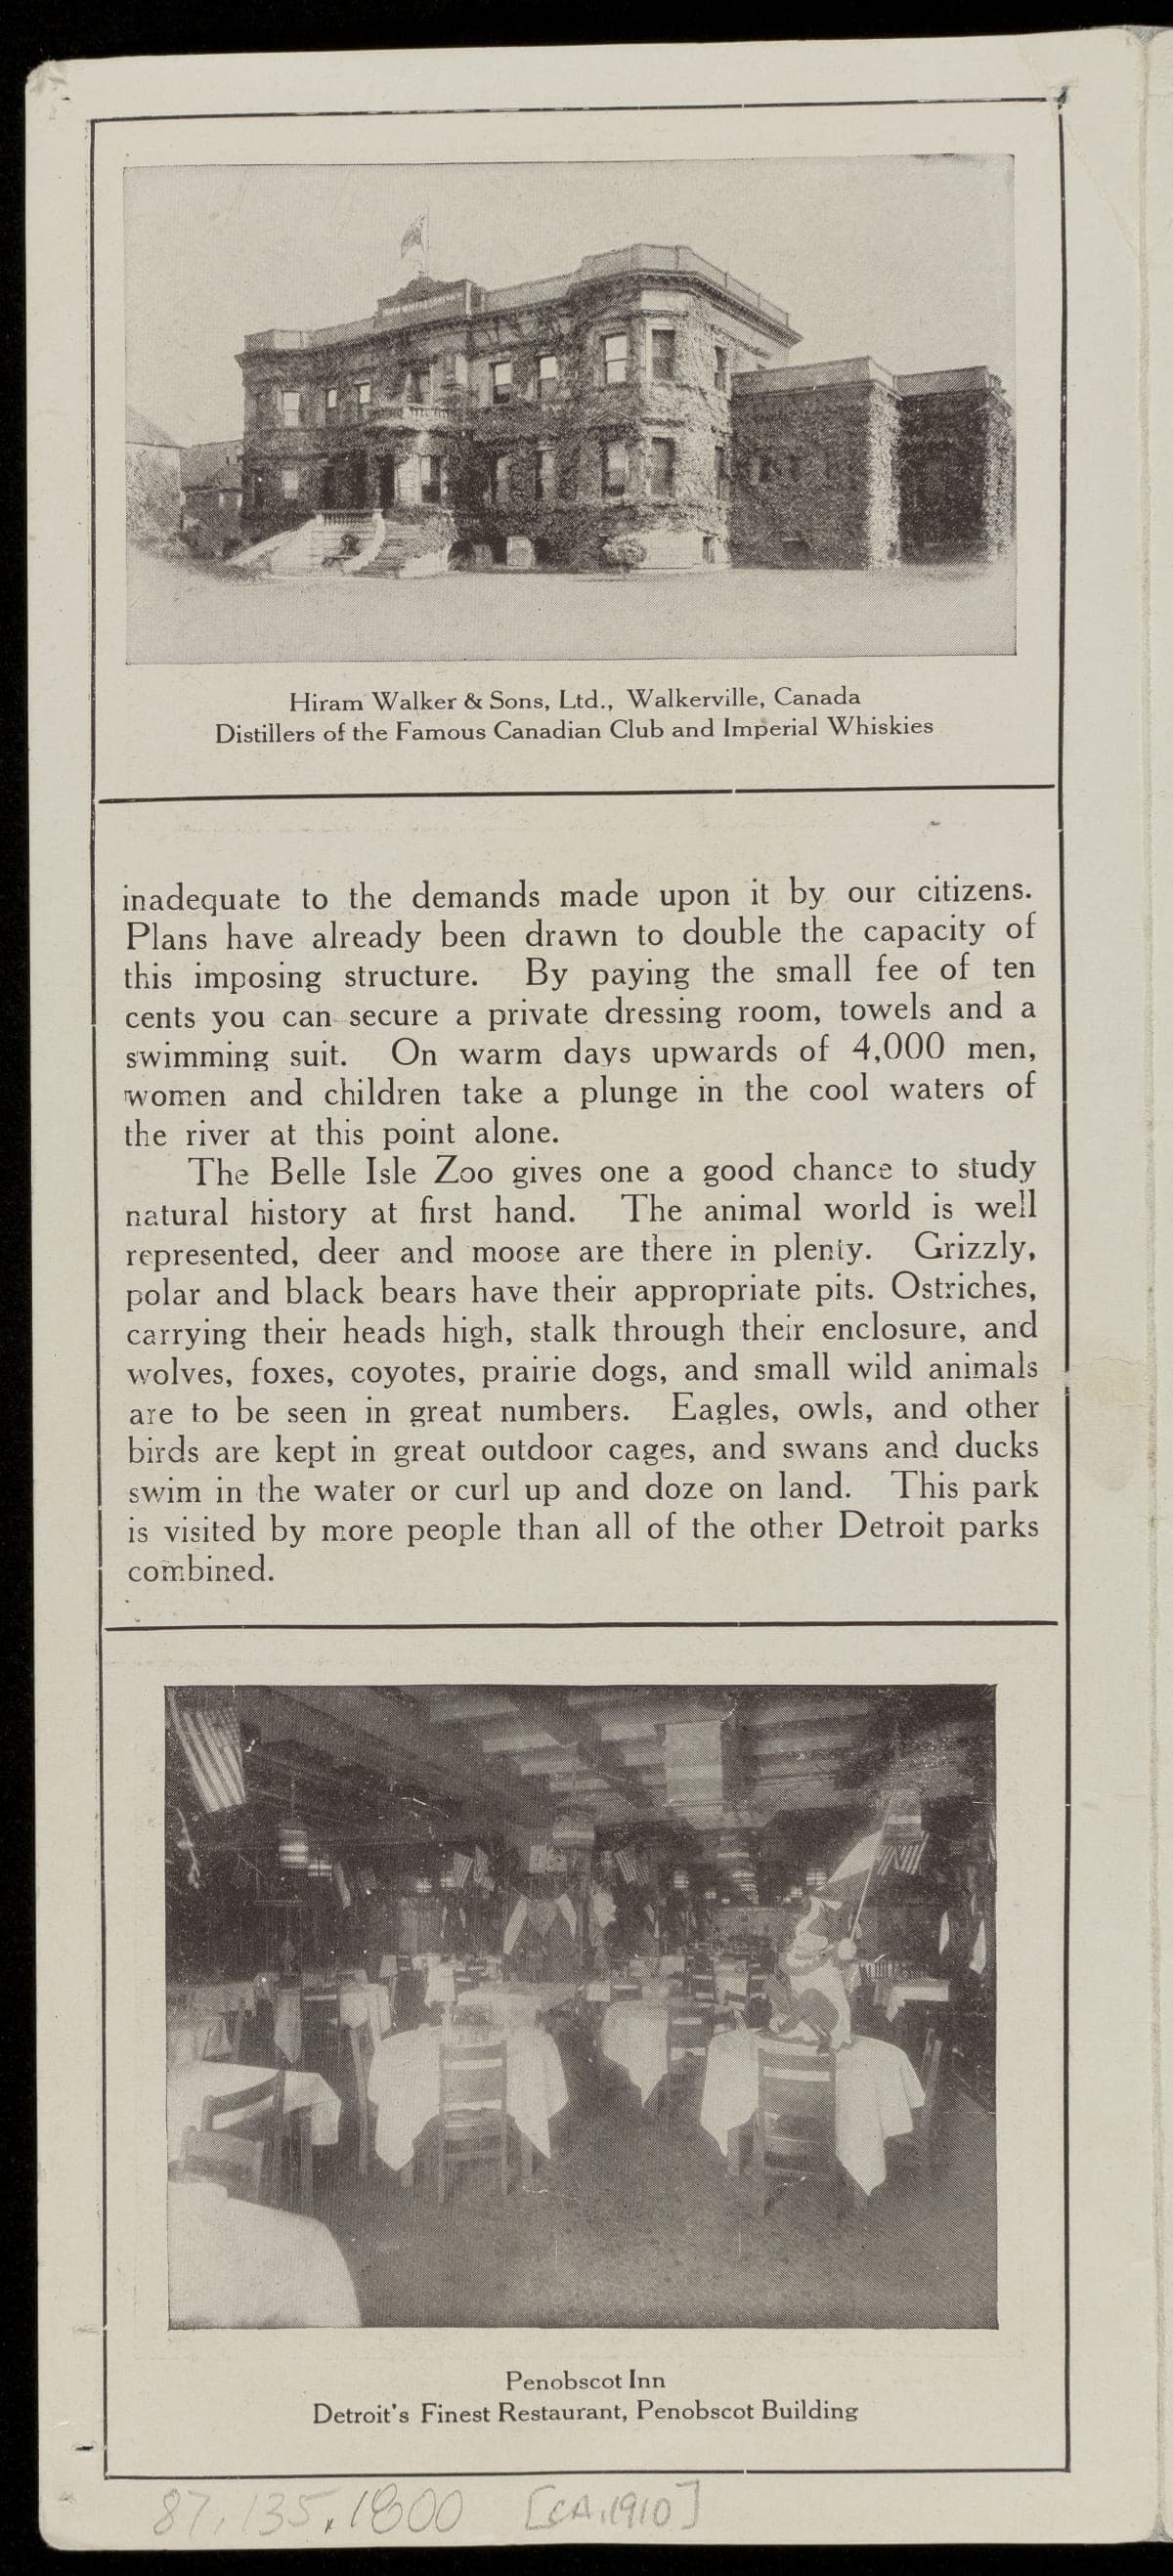 Hiram Walker & Sons, Ltd., Walkerville, Canada
Distillers of the Famous Canadian Club and Imperial Whiskies
inadequate to the demands made upon it by our citizens.
Plans have already been drawn to double the capacity of
this imposing structure. By paying the small fee of ten
cents you can secure a private dressing room, towels and a
swimming suit. On warm days upwards of 4,000 men,
women and children take a plunge in the cool waters of
the river at this point alone.
The Belle Isle Zoo gives one a good chance to study
natural history at first hand. The animal world is well
represented, deer and moose are there in plenty. Grizzly,
polar and black bears have their appropriate pits. Ostriches,
carrying their heads high, stalk through their enclosure, and
wolves, foxes, coyotes, prairie dogs, and small wild animals
are to be seen in great numbers. Eagles, owls, and other
birds are kept in great outdoor cages, and swans and ducks
swim in the water or curl up and doze on land. This park
is visited by more people than all of the other Detroit parks
combined.
Penobscot Inn
Detroit's Finest Restaurant, Penobscot Building
87.135.1800 [CA.1910]